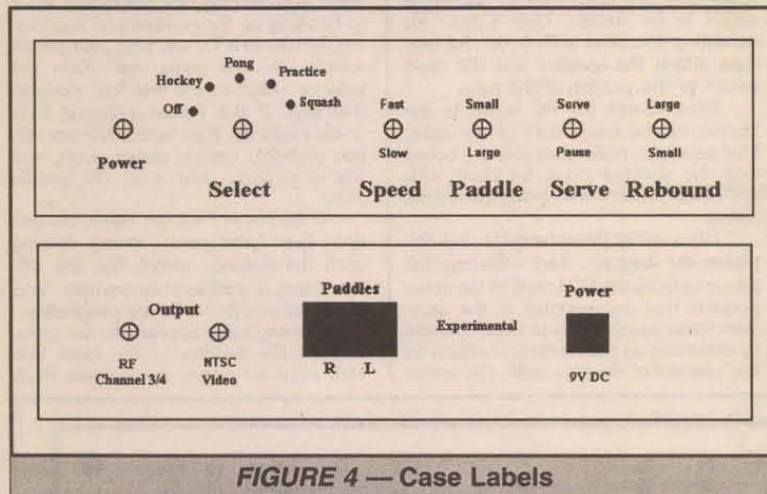 Pong
Hockey Practice
Off Squash
Fast Small Serve Large
Power
Slow Large Pause Small
Select Speed Paddle Serve Rebound
Paddles Power
Output
Experimental
RF NTSC R L
Channel 3/4 Video 9V DC
FIGURE 4 — Case Labels